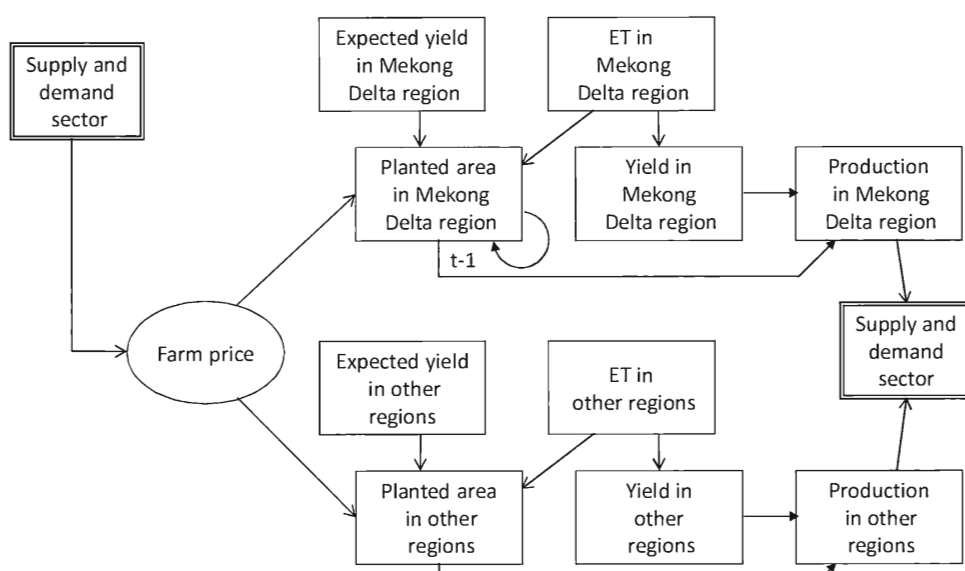 Supply and
demand
sector
Expected yield
in Mekong
Delta region
ET in
Mekong
Delta region
Planted area
in Mekong
Delta region
Yield in
Mekong
Delta region
Production
in Mekong
Delta region
t-1
Farm price
Supply and
demand
sector
Expected yield
in other
regions
ET in
other regions
Planted area
in other
regions
Yield in
other
regions
Production
in other
regions